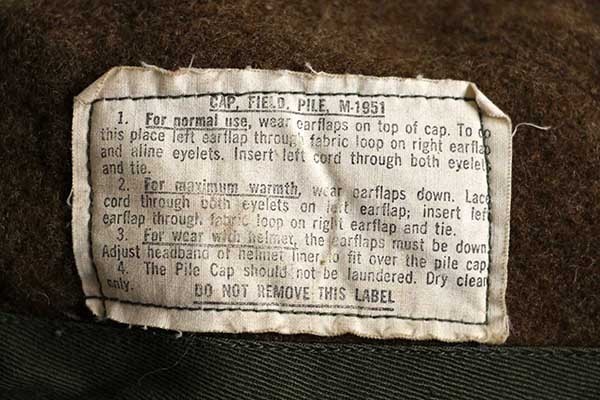 CAP, FIELD, PILE, M-1951
1. For normal use, wear earflaps on top of cap. To do
this place left earflap through fabric loop on right earflap
and aline eyelets. Insert left cord through both eyelets
and tie.
2. For maximum warmth, wear earflaps down. Lace
cord through both eyelets on left earflap; insert left
earflap through fabric loop on right earflap and tie.
3. For wear with helmet, the earflaps must be down.
Adjust headband of helmet liner to fit over the pile cap.
4. The Pile Cap should not be laundered. Dry clean
only.
DO NOT REMOVE THIS LABEL